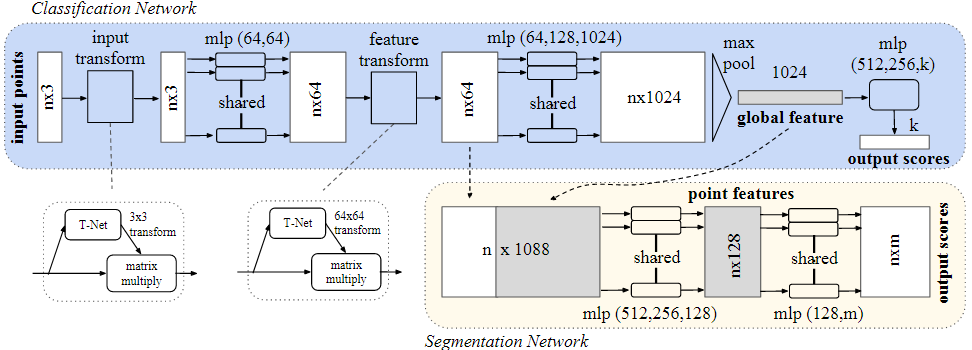 Classification Network
input points
nx3
input
transform
nx3
mlp (64,64)
shared
nx64
feature
transform
nx64
mlp (64,128,1024)
shared
nx1024
max
pool
1024
global feature
mlp
(512,256,k)
k
output scores
T-Net
3x3
transform
matrix
multiply
T-Net
64x64
transform
matrix
multiply
point features
n x 1088
shared
mlp (512,256,128)
nx128
shared
mlp (128,m)
nxm
output scores
Segmentation Network